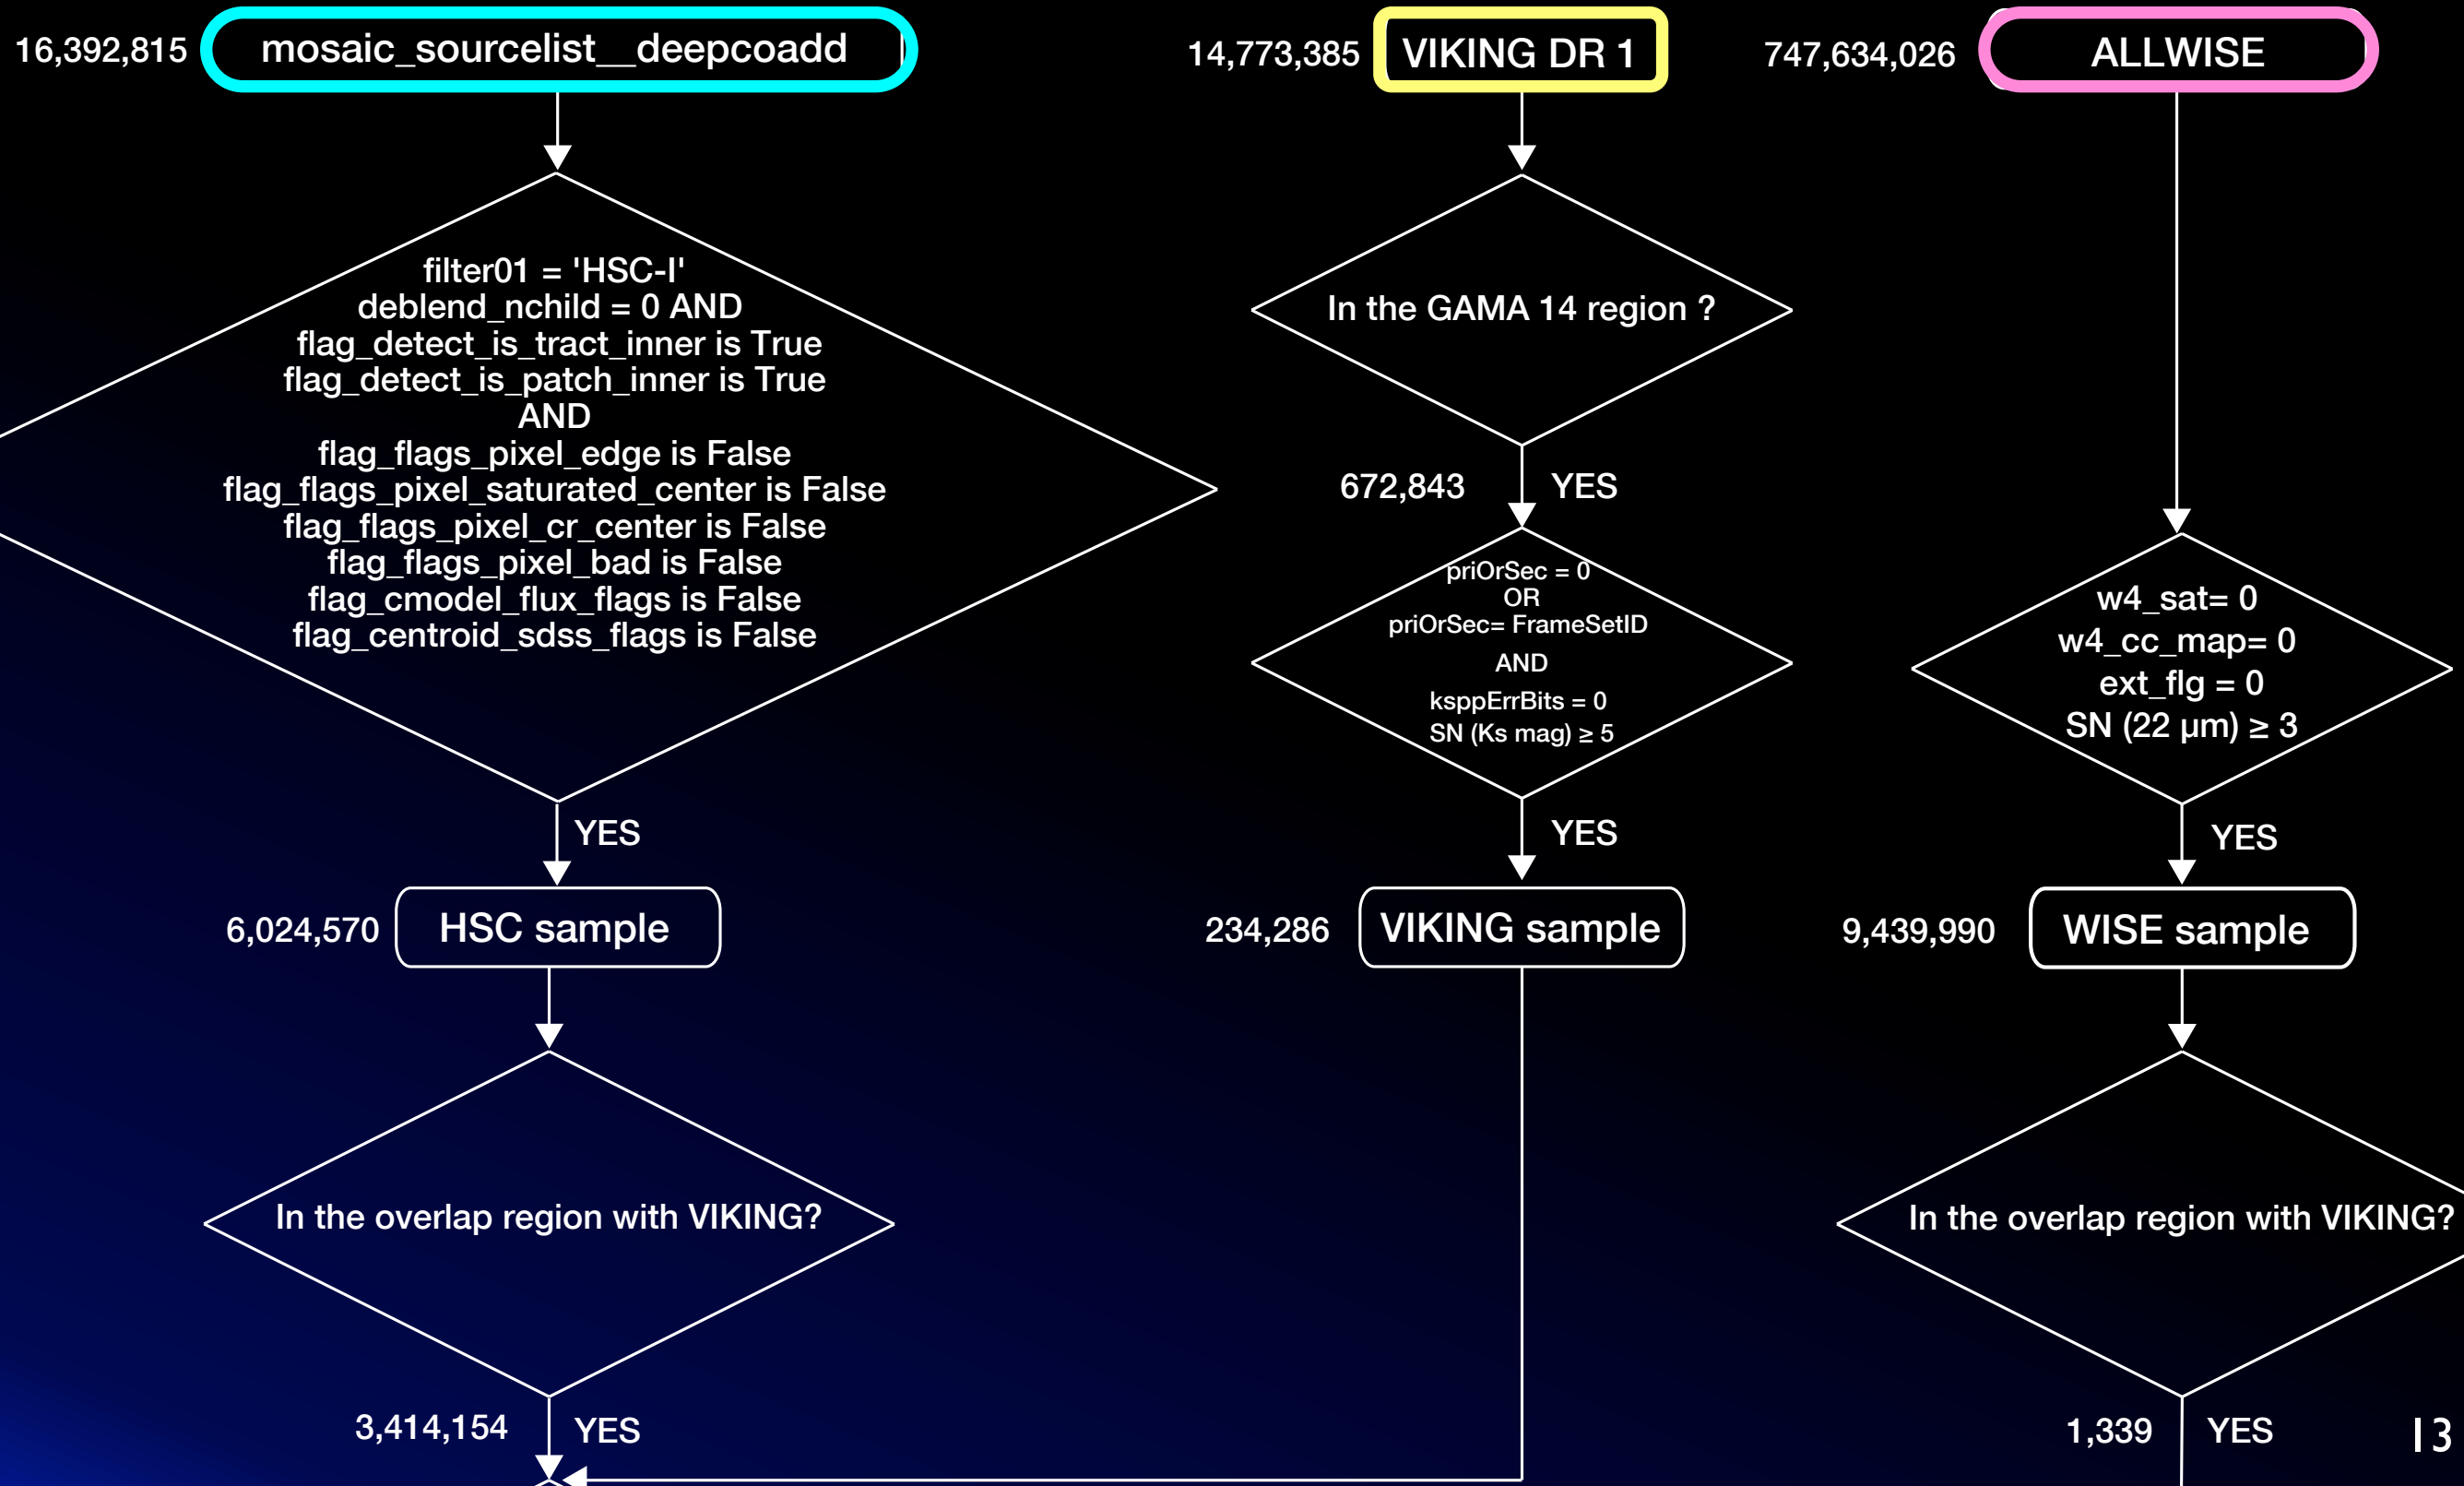 16,392,815
mosaic_sourcelist__deepcoadd
14,773,385
VIKING DR 1
747,634,026
ALLWISE
filter01 = 'HSC-I'
deblend_nchild = 0 AND
flag_detect_is_tract_inner is True
flag_detect_is_patch_inner is True
AND
flag_flags_pixel_edge is False
flag_flags_pixel_saturated_center is False
flag_flags_pixel_cr_center is False
flag_flags_pixel_bad is False
flag_cmodel_flux_flags is False
flag_centroid_sdss_flags is False
In the GAMA 14 region ?
672,843
YES
priOrSec = 0
OR
priOrSec= FrameSetID
AND
ksppErrBits = 0
SN (Ks mag) ≥ 5
w4_sat= 0
w4_cc_map= 0
ext_flg = 0
SN (22 μm) ≥ 3
YES
YES
YES
6,024,570
HSC sample
234,286
VIKING sample
9,439,990
WISE sample
In the overlap region with VIKING?
In the overlap region with VIKING?
3,414,154
YES
1,339
YES
13